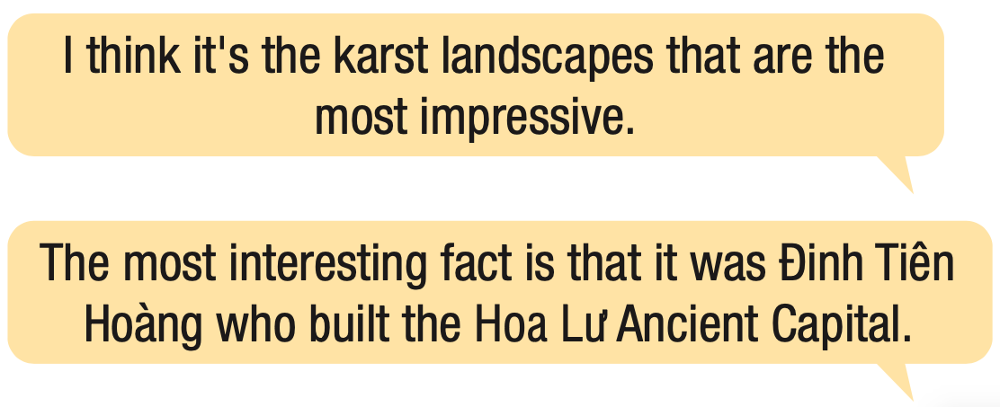 I think it's the karst landscapes that are the
most impressive.
The most interesting fact is that it was Đinh Tiên
Hoàng who built the Hoa Lư Ancient Capital.